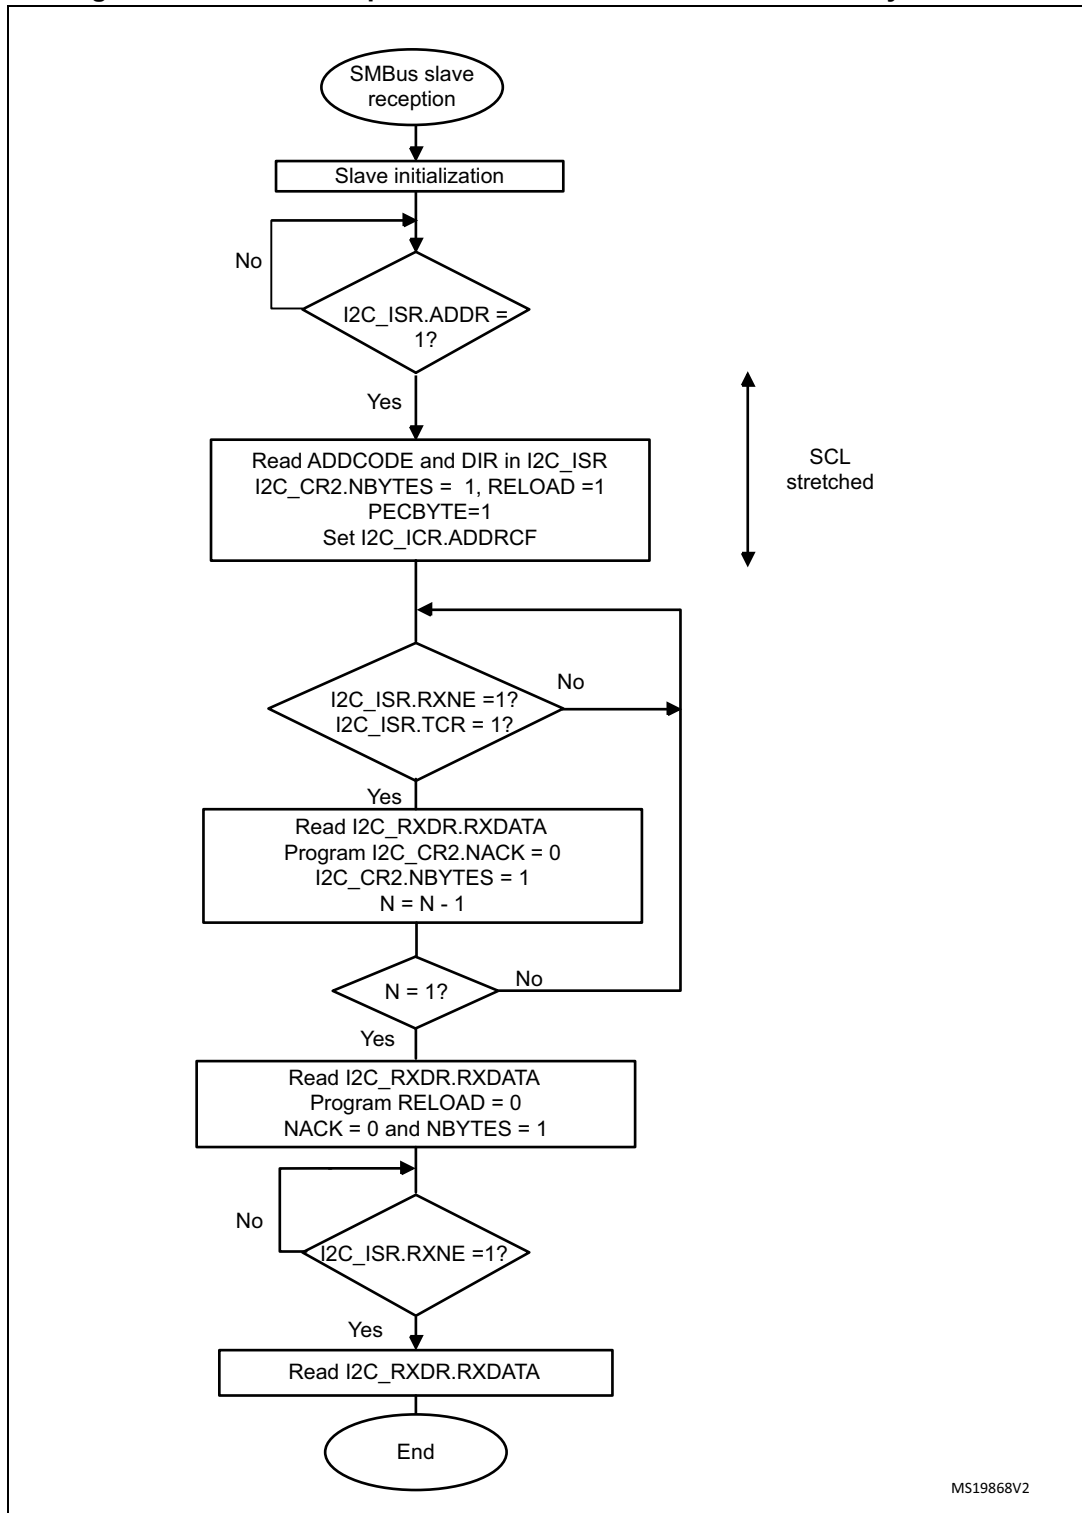 SMBus slave
reception
Slave initialization
No
I2C_ISR.ADDR =
1?
Yes
SCL
stretched
Read ADDCODE and DIR in I2C_ISR
I2C_CR2.NBYTES = 1, RELOAD =1
PECBYTE=1
Set I2C_ICR.ADDRCF
No
I2C_ISR.RXNE =1?
I2C_ISR.TCR = 1?
Yes
Read I2C_RXDR.RXDATA
Program I2C_CR2.NACK = 0
I2C_CR2.NBYTES = 1
N = N - 1
N = 1?
No
Yes
Read I2C_RXDR.RXDATA
Program RELOAD = 0
NACK = 0 and NBYTES = 1
No
I2C_ISR.RXNE =1?
Yes
Read I2C_RXDR.RXDATA
End
MS19868V2